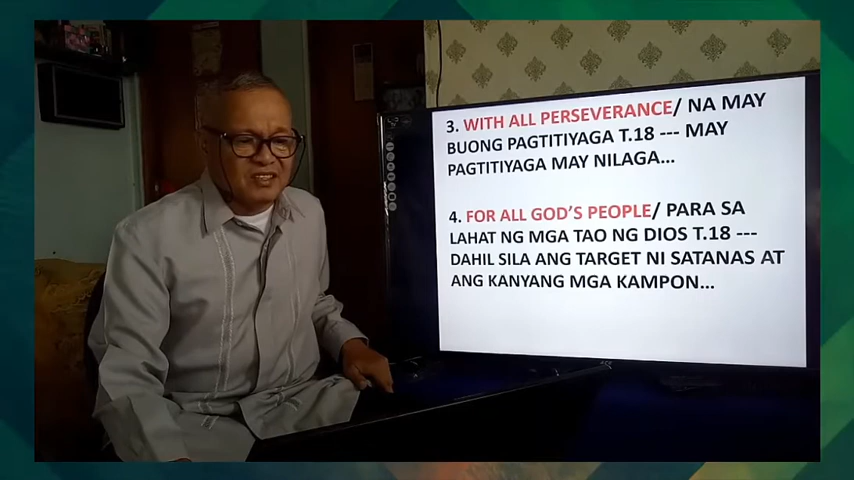 3. WITH ALL PERSEVERANCE/ NA MAY
BUONG PAGTITIYAGA T.18 --- MAY
PAGTITIYAGA MAY NILAGA...
4. FOR ALL GOD'S PEOPLE/ PARA SA
LAHAT NG MGA TAO NG DIOS T.18 ---
DAHIL SILA ANG TARGET NI SATANAS AT
ANG KANYANG MGA KAMPON...